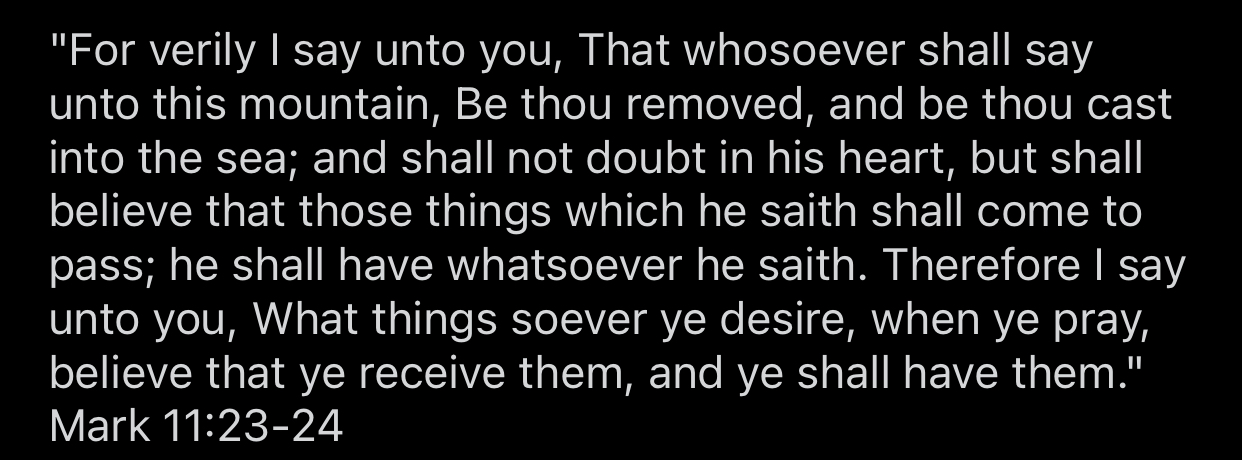 "For verily I say unto you, That whosoever shall say
unto this mountain, Be thou removed, and be thou cast
into the sea; and shall not doubt in his heart, but shall
believe that those things which he saith shall come to
pass; he shall have whatsoever he saith. Therefore I say
unto you, What things soever ye desire, when ye pray,
believe that ye receive them, and ye shall have them."
Mark 11:23-24